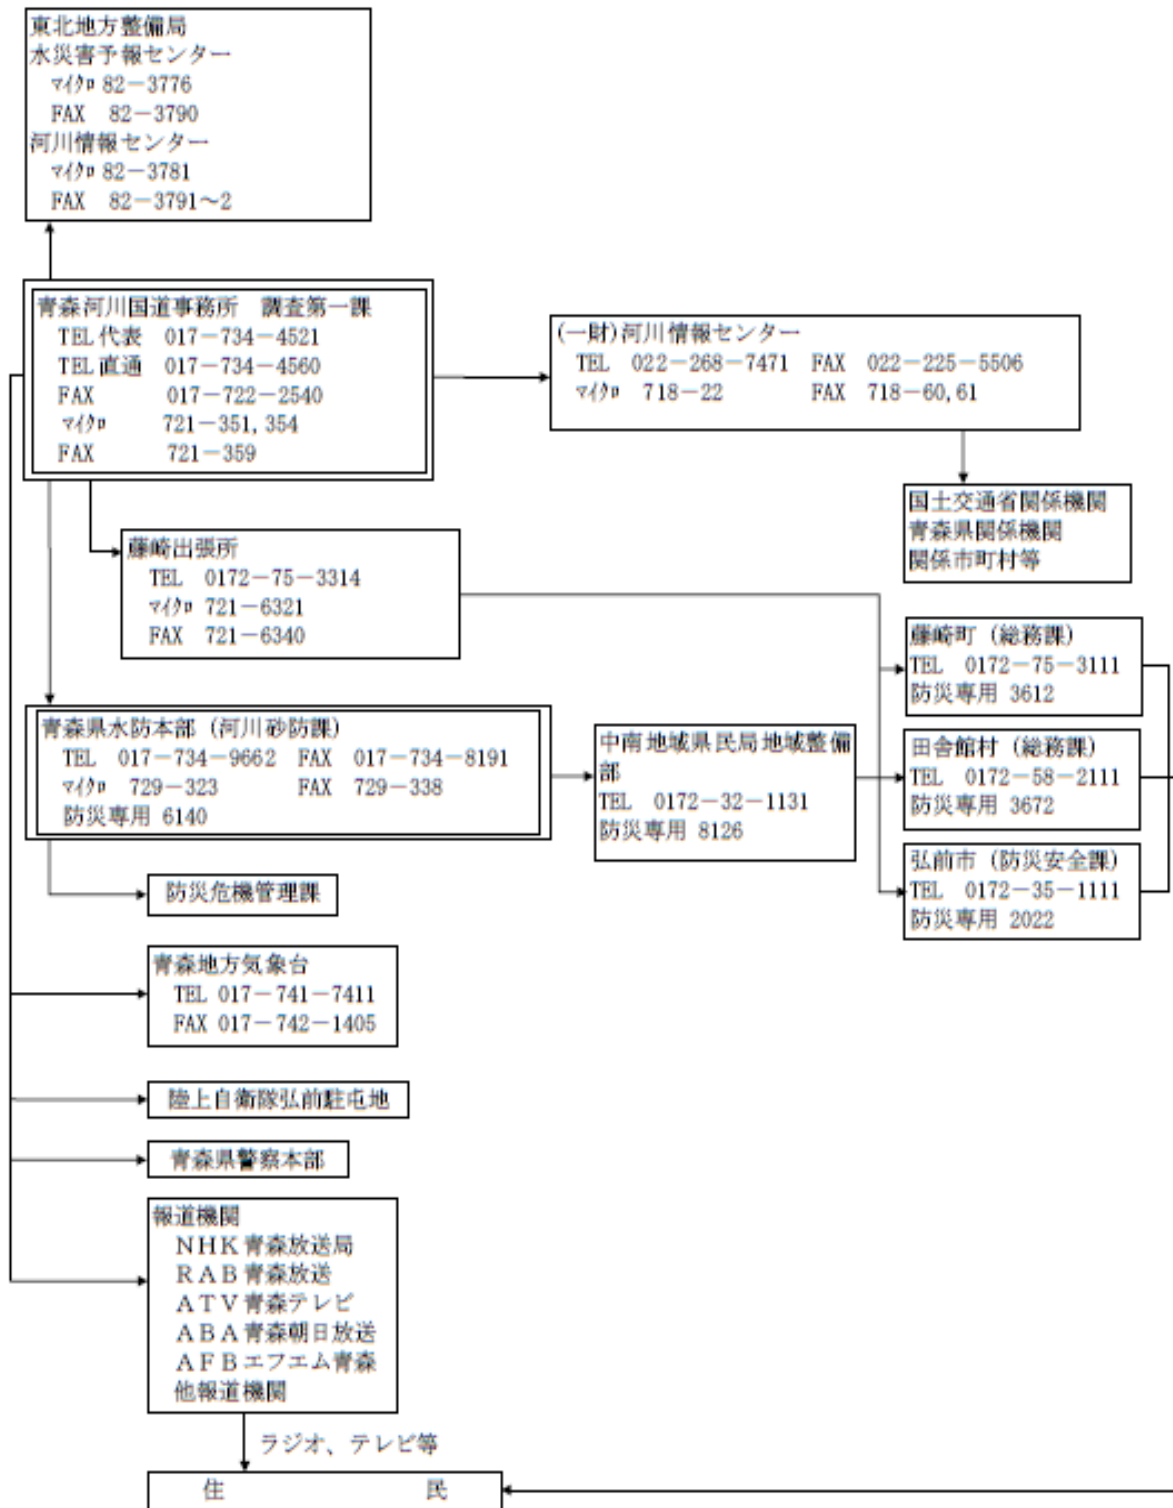 東北地方整備局
水災害予報センター
ﾏｲｸﾛ 82－3776
FAX 82－3790
河川情報センター
ﾏｲｸﾛ 82－3781
FAX 82－3791～2
青森河川国道事務所 調査第一課
TEL 代表 017－734－4521
TEL 直通 017－734－4560
FAX 017－722－2540
ﾏｲｸﾛ 721－351,354
FAX 721－359
(一財)河川情報センター
TEL 022－268－7471 FAX 022－225－5506
ﾏｲｸﾛ 718－22 FAX 718－60,61
国土交通省関係機関
青森県関係機関
関係市町村等
藤崎出張所
TEL 0172－75－3314
ﾏｲｸﾛ 721－6321
FAX 721－6340
藤崎町 (総務課)
TEL 0172－75－3111
防災専用 3612
青森県水防本部 (河川砂防課)
TEL 017－734－9662 FAX 017－734－8191
ﾏｲｸﾛ 729－323 FAX 729－338
防災専用 6140
中南地域県民局地域整備
部
TEL 0172－32－1131
防災専用 8126
田舎館村 (総務課)
TEL 0172－58－2111
防災専用 3672
弘前市 (防災安全課)
TEL 0172－35－1111
防災専用 2022
防災危機管理課
青森地方気象台
TEL 017－741－7411
FAX 017－742－1405
陸上自衛隊弘前駐屯地
青森県警察本部
報道機関
ＮＨＫ青森放送局
ＲＡＢ青森放送
ＡＴＶ青森テレビ
ＡＢＡ青森朝日放送
ＡＦＢエフエム青森
他報道機関
ラジオ、テレビ等
住 民